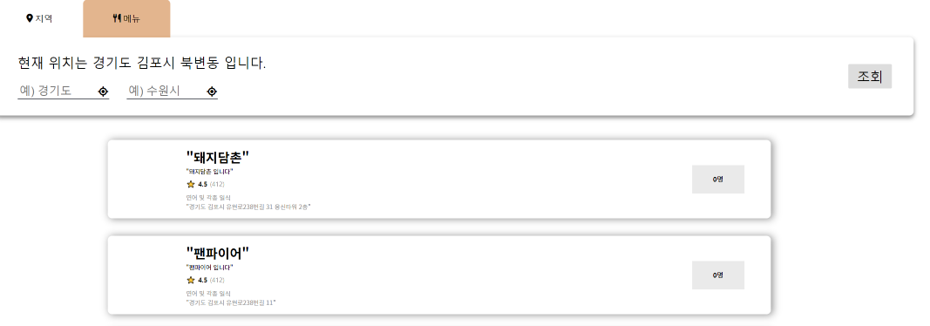 지역
메뉴
현재 위치는 경기도 김포시 북변동 입니다.
예) 경기도
예) 수원시
조회
"돼지담촌"
"돼지담촌 입니다"
4.5 (412)
연어 및 각종 일식
"경기도 김포시 유현로238번길 31 용신타워 2층"
0명
"팬파이어"
"팬파이어 입니다"
4.5 (412)
연어 및 각종 일식
"경기도 김포시 유현로238번길 11"
0명